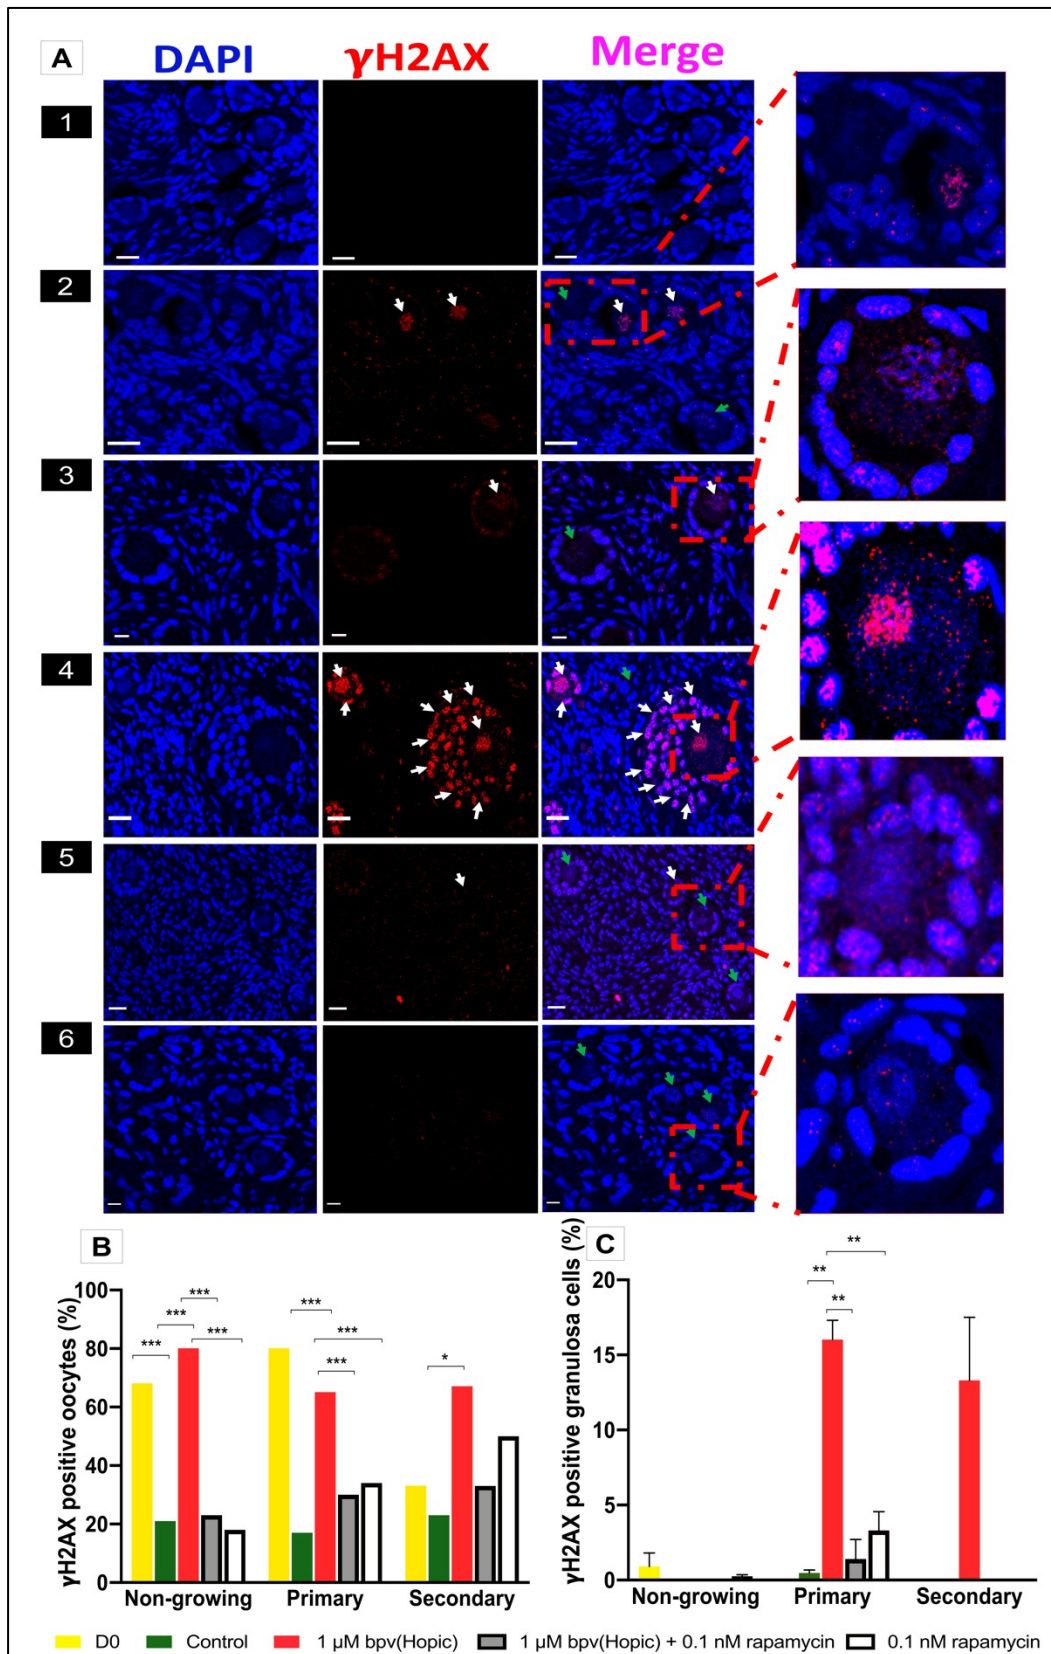 A
DAPI
γH2AX
Merge
1
2
3
4
5
6
B
γH2AX positive oocytes (%)
100
80
60
40
20
0
***
***
***
***
***
***
***
*
Non-growing
Primary
Secondary
C
γH2AX positive granulosa cells (%)
20
15
10
5
0
**
**
**
Non-growing
Primary
Secondary
D0
Control
1 µM bpv(Hopic)
1 µM bpv(Hopic) + 0.1 nM rapamycin
0.1 nM rapamycin